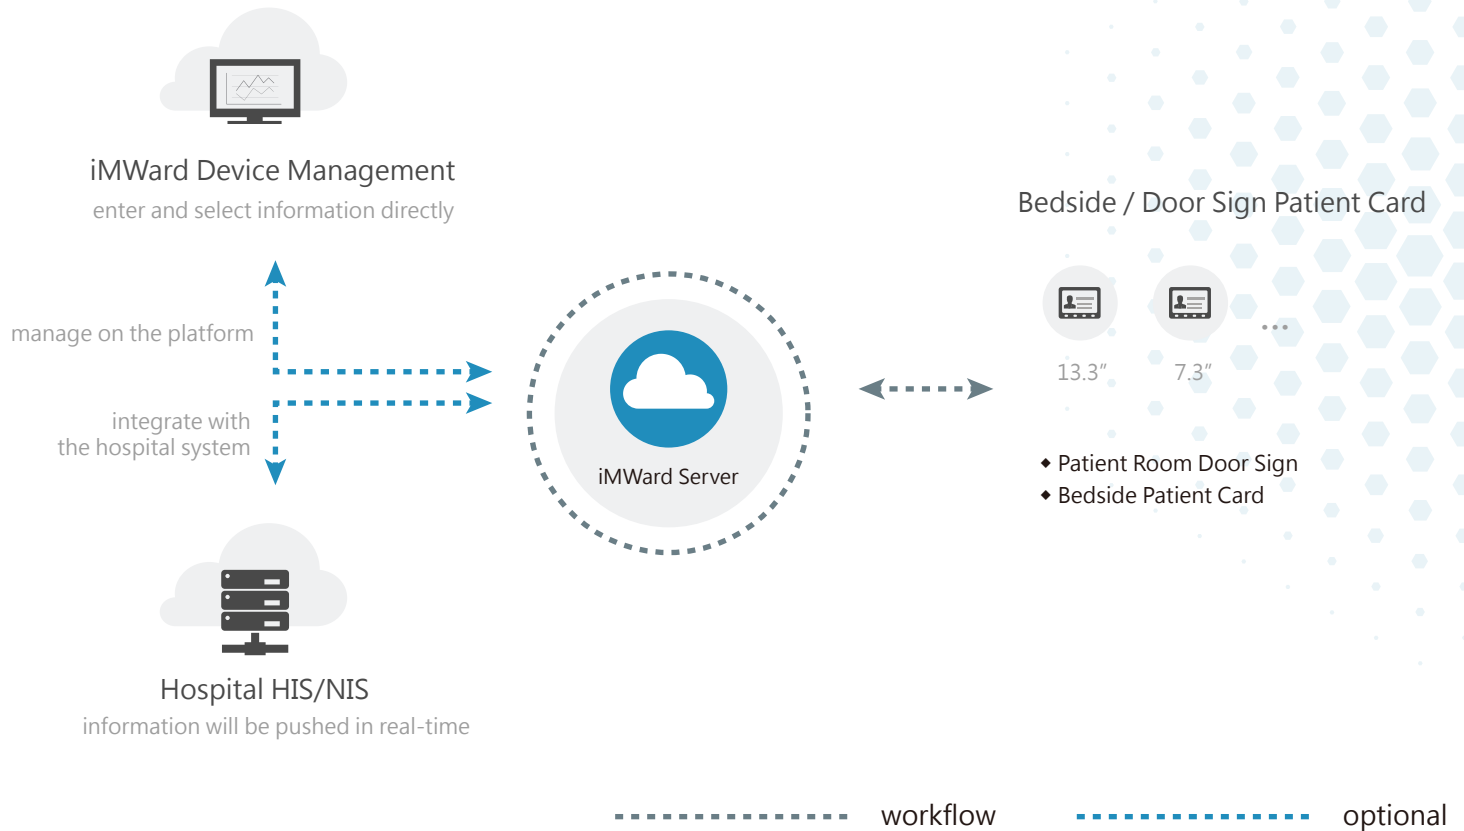 iMWard Device Management
enter and select information directly
manage on the platform
integrate with
the hospital system
Hospital HIS/NIS
information will be pushed in real-time
iMWard Server
Bedside / Door Sign Patient Card
13.3”
7.3”
...
◆ Patient Room Door Sign
◆ Bedside Patient Card
workflow
optional